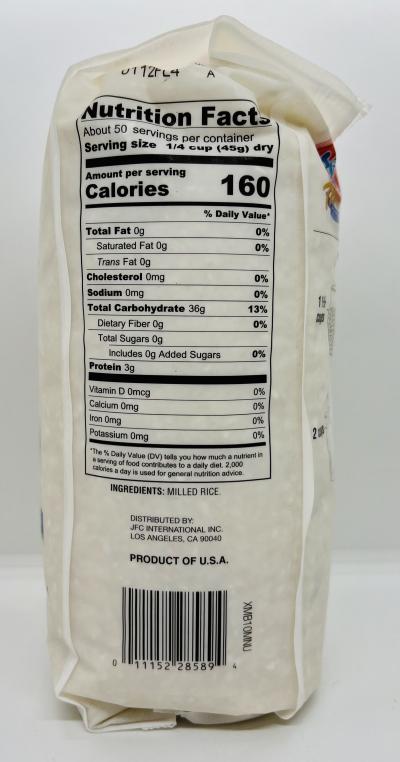 0112FL4 A
Nutrition Facts
About 50 servings per container
Serving size 1/4 cup (45g) dry
Amount per serving
Calories 160
% Daily Value*
Total Fat 0g 0%
Saturated Fat 0g 0%
Trans Fat 0g
Cholesterol 0mg 0%
Sodium 0mg 0%
Total Carbohydrate 36g 13%
Dietary Fiber 0g 0%
Total Sugars 0g
Includes 0g Added Sugars 0%
Protein 3g
Vitamin D 0mcg 0%
Calcium 0mg 0%
Iron 0mg 0%
Potassium 0mg 0%
*The % Daily Value (DV) tells you how much a nutrient in
a serving of food contributes to a daily diet. 2,000
calories a day is used for general nutrition advice.
INGREDIENTS: MILLED RICE.
DISTRIBUTED BY:
JFC INTERNATIONAL INC.
LOS ANGELES, CA 90040
PRODUCT OF U.S.A.
XMB10MNU
0 11152 28589 4